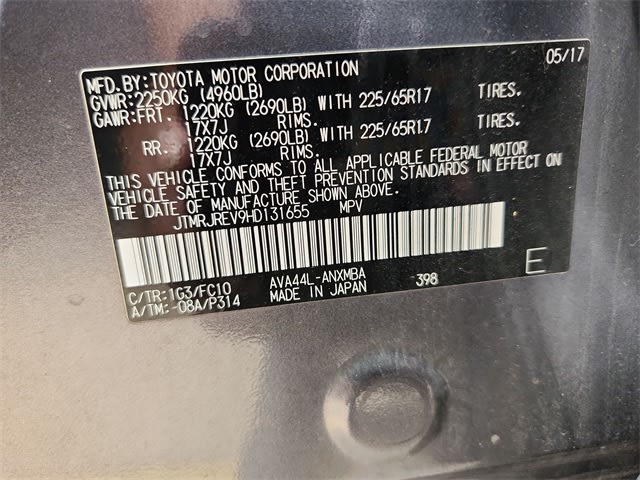 MFD.BY:TOYOTA MOTOR CORPORATION 05/17
GVWR:2250KG (4960LB)
GAWR:FRT. 1220KG (2690LB) WITH 225/65R17 TIRES.
17X7J RIMS.
RR. 1220KG (2690LB) WITH 225/65R17 TIRES.
17X7J RIMS.
THIS VEHICLE CONFORMS TO ALL APPLICABLE FEDERAL MOTOR
VEHICLE SAFETY AND THEFT PREVENTION STANDARDS IN EFFECT ON
THE DATE OF MANUFACTURE SHOWN ABOVE.
JTMRJREV9HD131655 MPV
C/TR:1G3/FC10 AVA44L-ANXMBA 398 E
A/TM:-08A/P314 MADE IN JAPAN